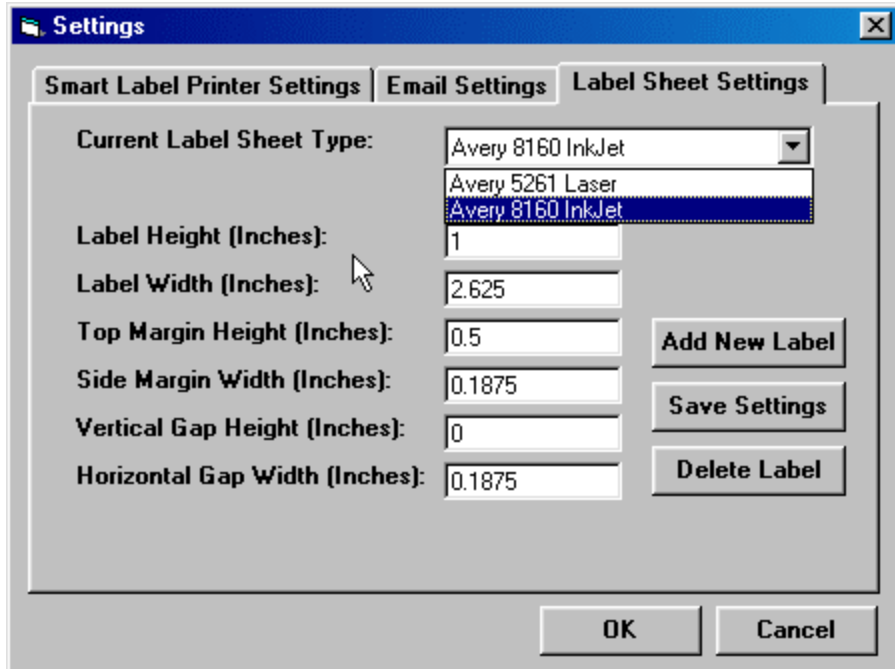 Settings
Smart Label Printer Settings Email Settings Label Sheet Settings
Current Label Sheet Type: Avery 8160 InkJet
Avery 5261 Laser
Avery 8160 InkJet
Label Height (Inches): 1
Label Width (Inches): 2.625
Top Margin Height (Inches): 0.5
Add New Label
Side Margin Width (Inches): 0.1875
Save Settings
Vertical Gap Height (Inches): 0
Horizontal Gap Width (Inches): 0.1875
Delete Label
OK Cancel